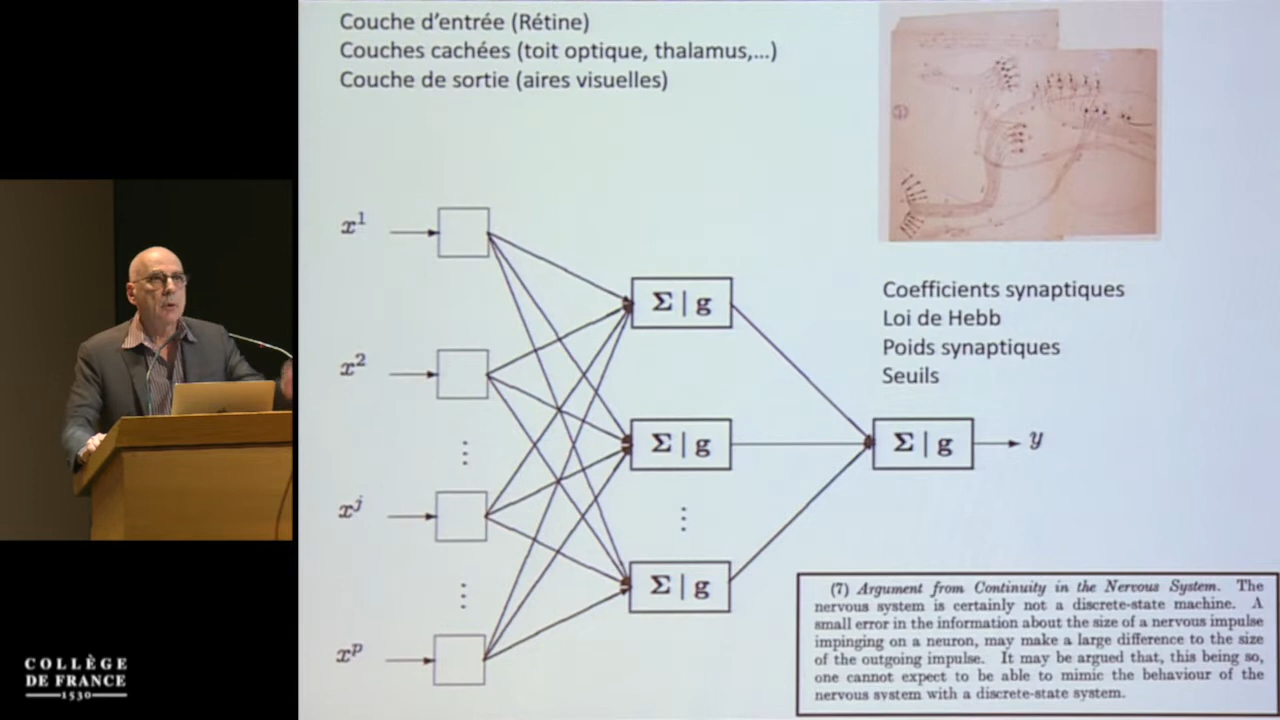 Couche d'entrée (Rétine)
Couches cachées (toit optique, thalamus,...)
Couche de sortie (aires visuelles)
x¹
x²
⋮
xʲ
⋮
xᵖ
Σ | g
Σ | g
⋮
Σ | g
Σ | g
y
Coefficients synaptiques
Loi de Hebb
Poids synaptiques
Seuils
(7) Argument from Continuity in the Nervous System. The
nervous system is certainly not a discrete-state machine. A
small error in the information about the size of a nervous impulse
impinging on a neuron, may make a large difference to the size
of the outgoing impulse. It may be argued that, this being so,
one cannot expect to be able to mimic the behaviour of the
nervous system with a discrete-state system.
COLLÈGE
DE FRANCE
1530